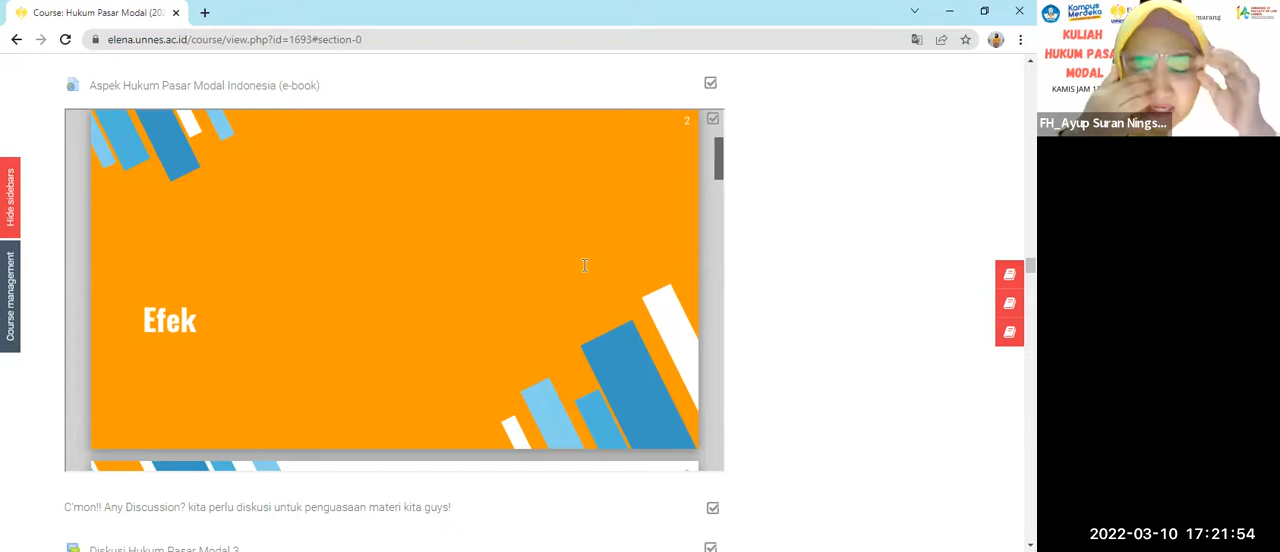 Course: Hukum Pasar Modal (202
elena.unnes.ac.id/course/view.php?id=1693#section-0
Hide sidebars
Course management
Aspek Hukum Pasar Modal Indonesia (e-book)
2
Efek
C'mon!! Any Discussion? kita perlu diskusi untuk penguasaan materi kita guys!
Diskusi Hukum Pasar Modal 3
Kampus
Merdeka
KULIAH
HUKUM PASA
MODAL
KAMIS JAM
FH_ Ayup Suran Nings...
2022-03-10 17:21:54